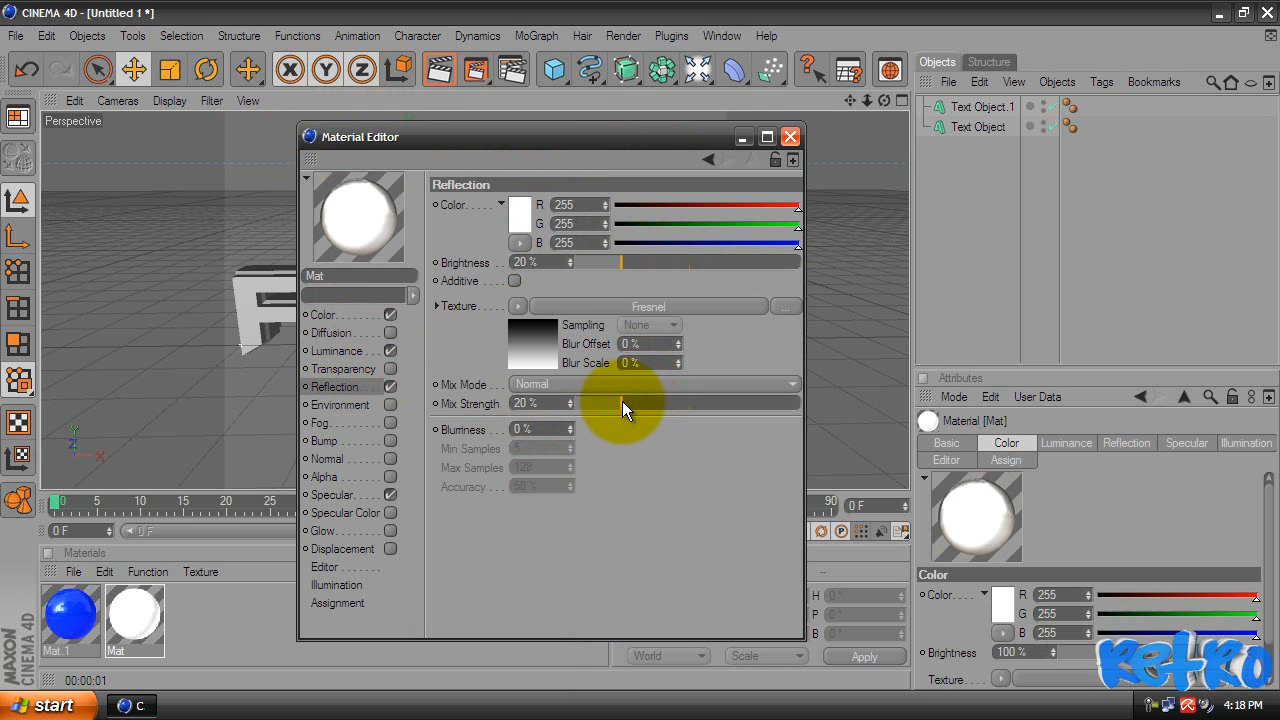 CINEMA 4D - [Untitled 1 *]
File Edit Objects Tools Selection Structure Functions Animation Character Dynamics MoGraph Hair Render Plugins Window Help
X Y Z
Objects Structure
File Edit View Objects Tags Bookmarks
Edit Cameras Display Filter View
Perspective
Text Object.1
Text Object
Material Editor
Reflection
Color R 255
G 255
B 255
Mat
Brightness 20 %
Additive
Texture Fresnel ...
Sampling None
Blur Offset 0 %
Blur Scale 0 %
Mix Mode Normal
Mix Strength 20 %
Blurriness 0 %
Min Samples 5
Max Samples 128
Accuracy 50 %
Color
Diffusion
Luminance
Transparency
Reflection
Environment
Fog
Bump
Normal
Alpha
Specular
Specular Color
Glow
Displacement
Editor
Illumination
Assignment
Attributes
Mode Edit User Data
Material [Mat]
Basic Color Luminance Reflection Specular Illumination
Editor Assign
Color
Color R 255
G 255
B 255
Brightness 100 %
Texture
Y
Z
X
0 5 10 15 20 25 90 0 F
0 F 0 F
Materials
File Edit Function Texture
Mat.1 Mat
--
H 0 °
P 0 °
B 0 °
World Scale Apply
MAXON
CINEMA 4D
00:00:01
Retro
start C 4:18 PM